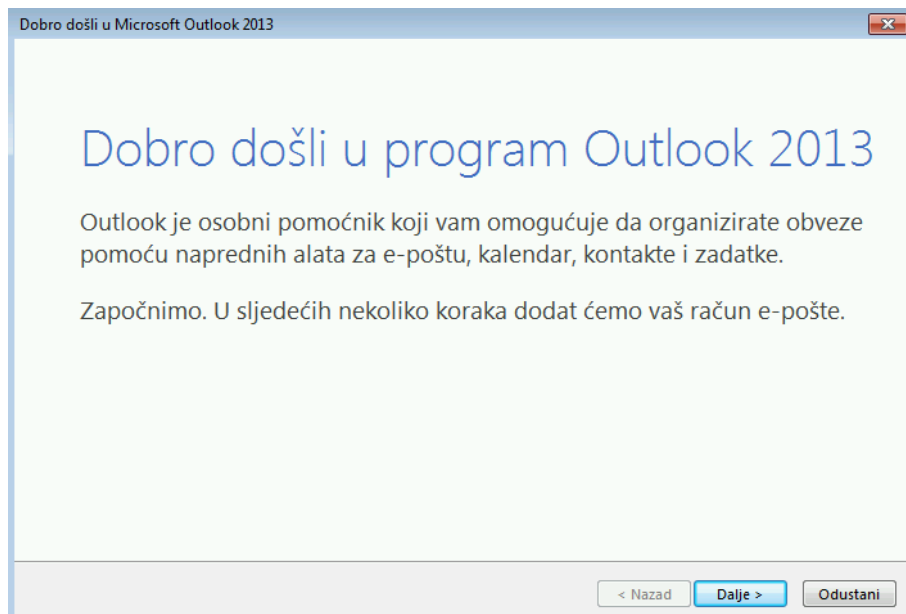 Dobro došli u Microsoft Outlook 2013
Dobro došli u program Outlook 2013
Outlook je osobni pomoćnik koji vam omogućuje da organizirate obveze
pomoću naprednih alata za e-poštu, kalendar, kontakte i zadatke.
Započnimo. U sljedećih nekoliko koraka dodat ćemo vaš račun e-pošte.
< Nazad Dalje > Odustani